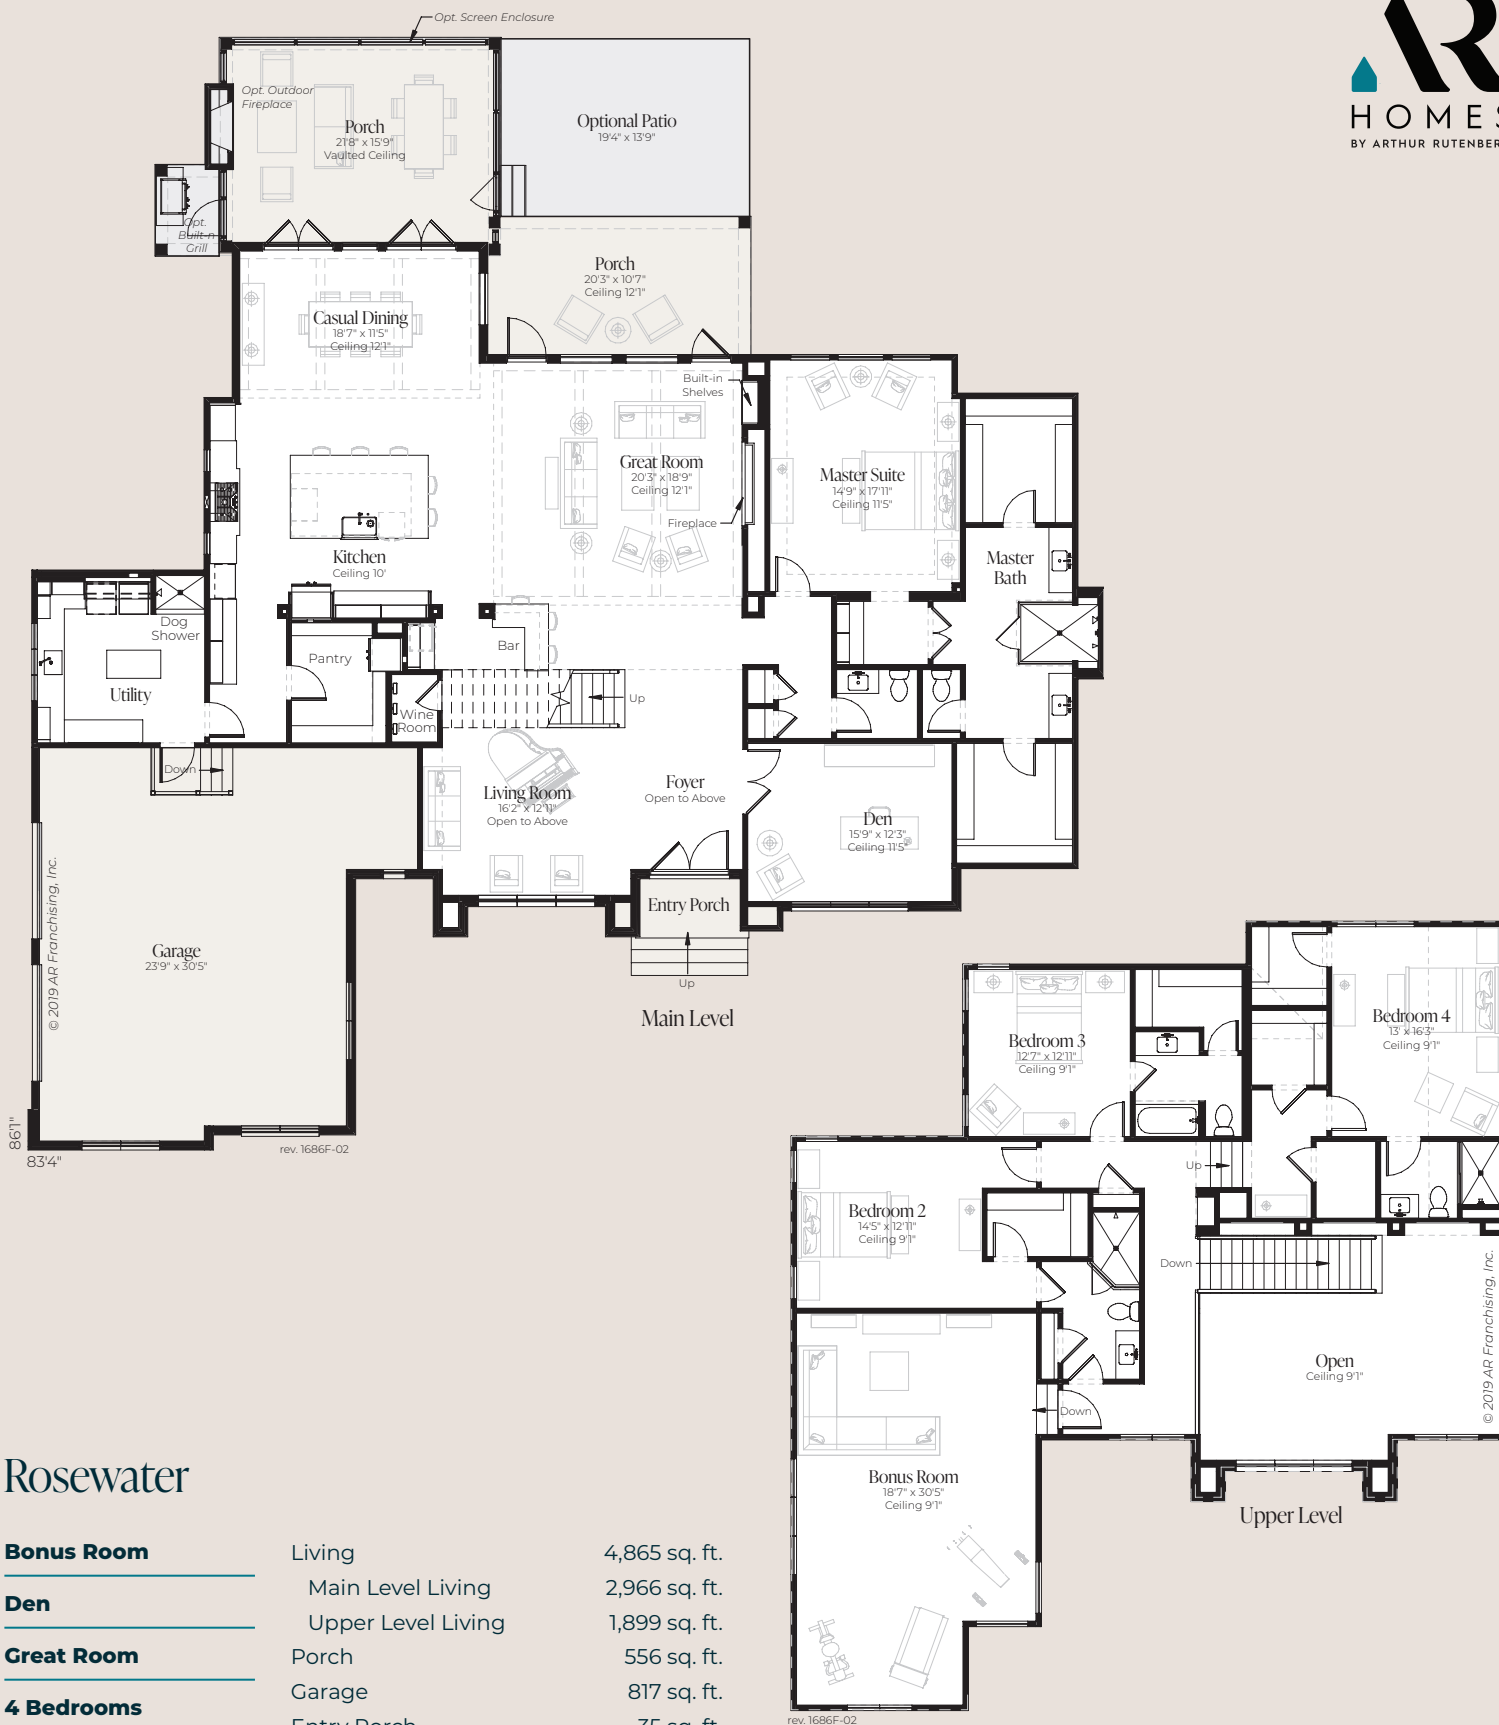 Opt. Screen Enclosure
AR
HOMES
BY ARTHUR RUTENBER
Opt. Outdoor
Fireplace
Porch
21'8" x 15'9"
Vaulted Ceiling
Optional Patio
19'4" x 13'9"
Opt.
Built-in
Grill
Porch
20'3" x 10'7"
Ceiling 12'1"
Casual Dining
18'7" x 11'5"
Ceiling 12'1"
Built-in
Shelves
Great Room
20'3" x 18'9"
Ceiling 12'1"
Fireplace
Master Suite
14'9" x 17'11"
Ceiling 11'5"
Kitchen
Ceiling 10'
Master
Bath
Dog
Shower
Utility
Pantry
Bar
Wine
Room
Up
Down
Living Room
16'2" x 12'11"
Open to Above
Foyer
Open to Above
Den
15'9" x 12'3"
Ceiling 11'5"
Entry Porch
Up
Main Level
© 2019 AR Franchising, Inc.
Garage
23'9" x 30'5"
86'1"
83'4"
rev. 1686F-02
Bedroom 3
12'7" x 12'11"
Ceiling 9'1"
Bedroom 4
13' x 16'3"
Ceiling 9'1"
Up
Bedroom 2
14'5" x 12'11"
Ceiling 9'1"
Down
Open
Ceiling 9'1"
© 2019 AR Franchising, Inc.
Down
Bonus Room
18'7" x 30'5"
Ceiling 9'1"
Upper Level
rev. 1686F-02
Rosewater
Bonus Room
Den
Great Room
4 Bedrooms
Living 4,865 sq. ft.
Main Level Living 2,966 sq. ft.
Upper Level Living 1,899 sq. ft.
Porch 556 sq. ft.
Garage 817 sq. ft.
Entry Porch 35 sq. ft.